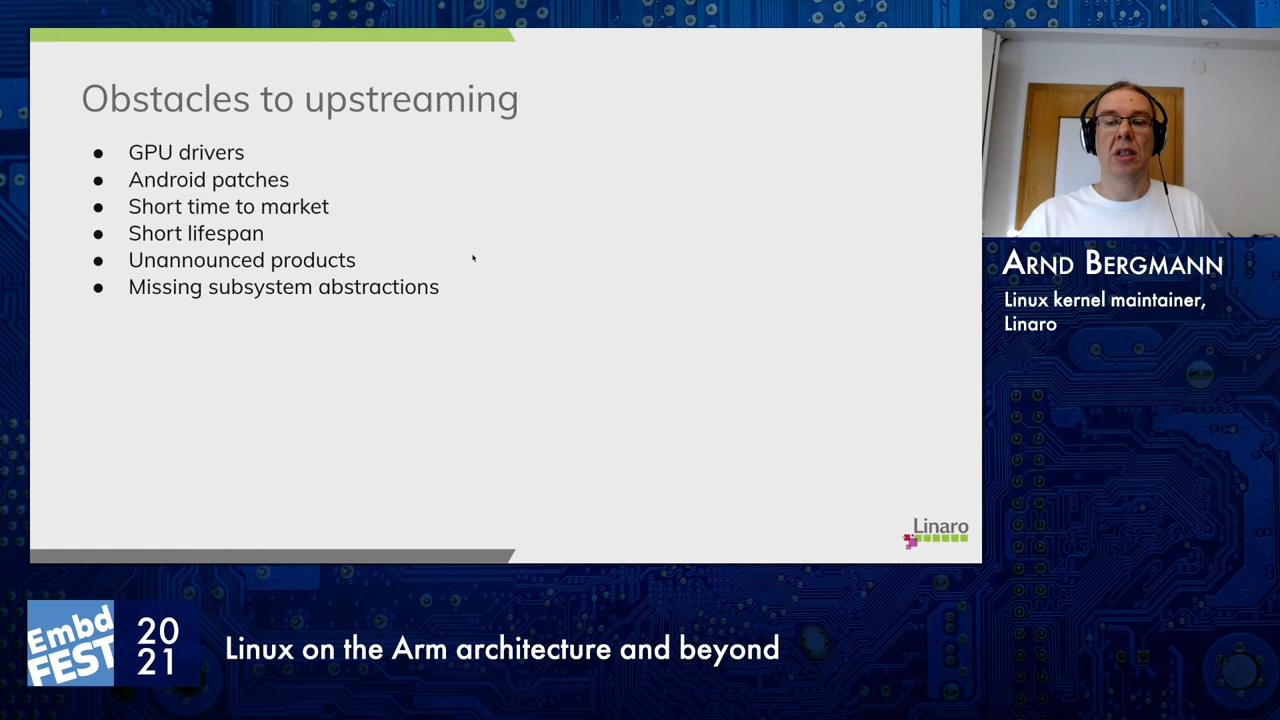 Obstacles to upstreaming
● GPU drivers
● Android patches
● Short time to market
● Short lifespan
● Unannounced products
● Missing subsystem abstractions
Linaro
ARND BERGMANN
Linux kernel maintainer,
Linaro
Embd
FEST
20
21
Linux on the Arm architecture and beyond